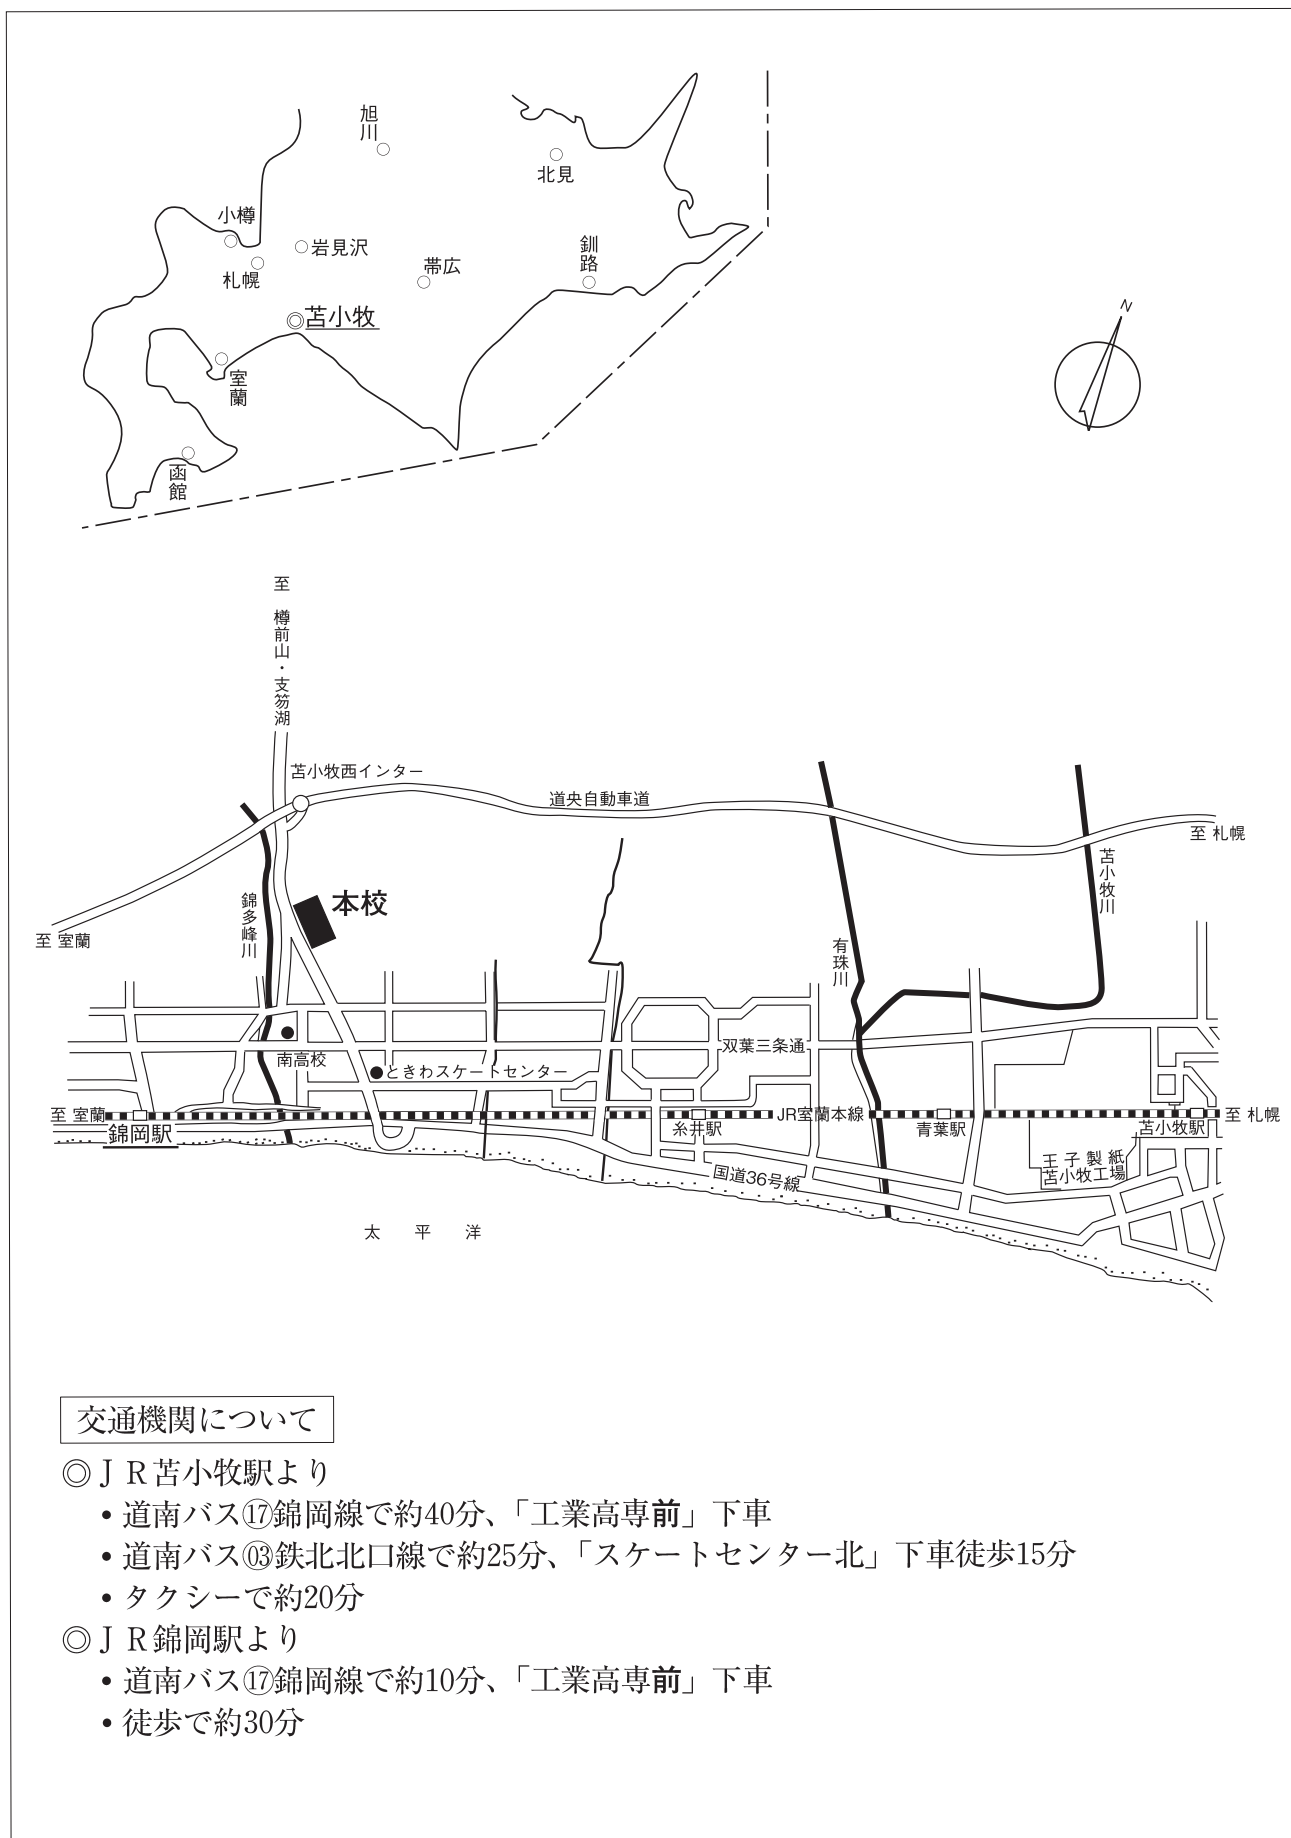 旭川
北見
小樽
岩見沢
札幌
帯広
釧路
苫小牧
室蘭
函館
N
至 樽前山・支笏湖
苫小牧西インター
道央自動車道
至 札幌
苫小牧川
錦多峰川
本校
有珠川
至 室蘭
双葉三条通
南高校
ときわスケートセンター
至 室蘭
錦岡駅
糸井駅
JR室蘭本線
青葉駅
苫小牧駅
至 札幌
王子製紙
苫小牧工場
国道36号線
太平洋
交通機関について
◎ＪＲ苫小牧駅より
・道南バス⑰錦岡線で約40分、「工業高専前」下車
・道南バス03鉄北北口線で約25分、「スケートセンター北」下車徒歩15分
・タクシーで約20分
◎ＪＲ錦岡駅より
・道南バス⑰錦岡線で約10分、「工業高専前」下車
・徒歩で約30分